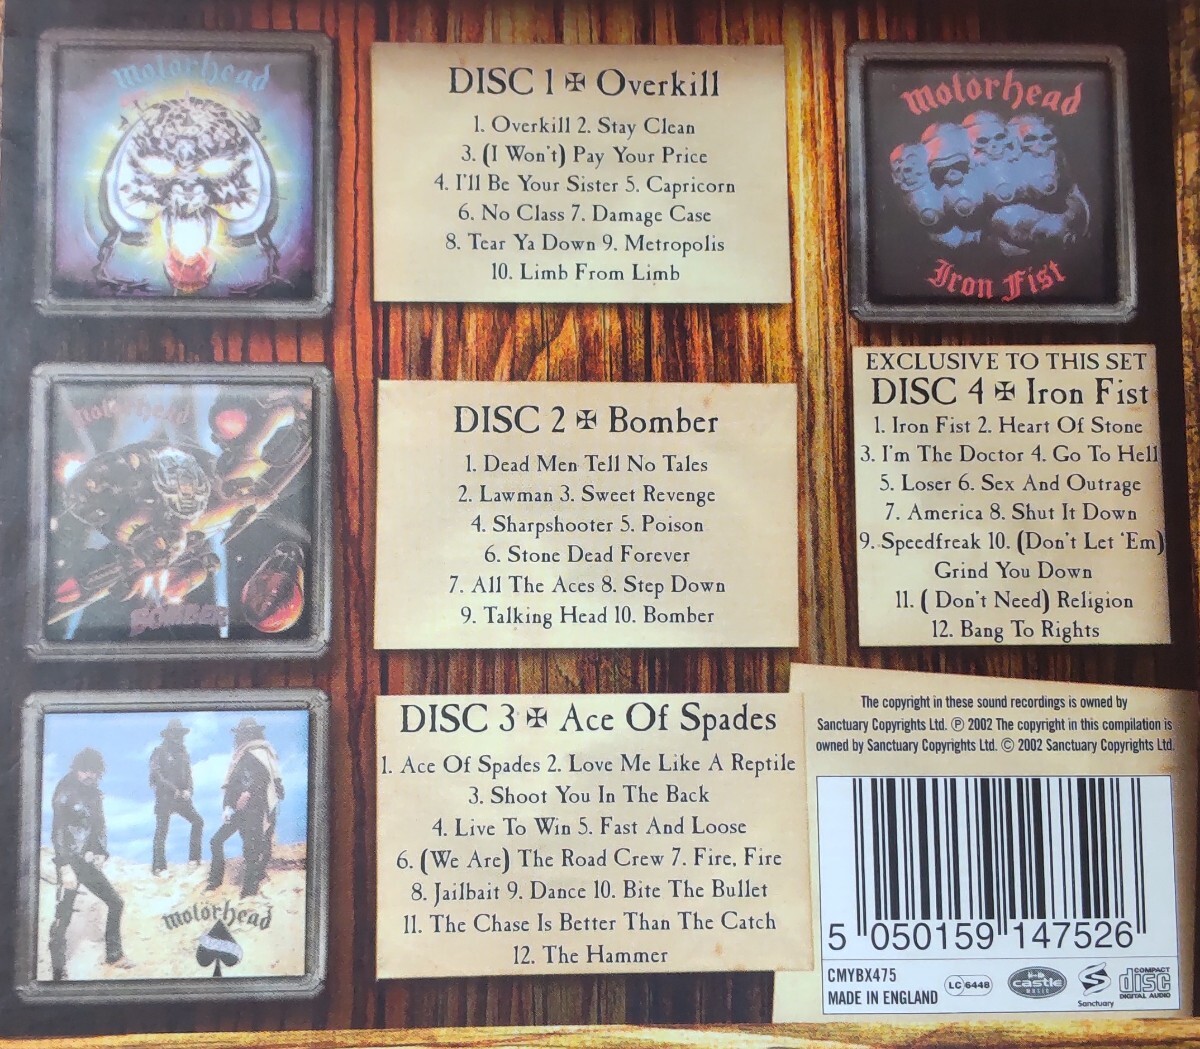 motörhead
DISC 1 ✠ Overkill
1. Overkill 2. Stay Clean
3. (I Won't) Pay Your Price
4. I'll Be Your Sister 5. Capricorn
6. No Class 7. Damage Case
8. Tear Ya Down 9. Metropolis
10. Limb From Limb
motörhead
Iron Fist
motörhead
BOMBER
DISC 2 ✠ Bomber
1. Dead Men Tell No Tales
2. Lawman 3. Sweet Revenge
4. Sharpshooter 5. Poison
6. Stone Dead Forever
7. All The Aces 8. Step Down
9. Talking Head 10. Bomber
EXCLUSIVE TO THIS SET
DISC 4 ✠ Iron Fist
1. Iron Fist 2. Heart Of Stone
3. I'm The Doctor 4. Go To Hell
5. Loser 6. Sex And Outrage
7. America 8. Shut It Down
9. Speedfreak 10. (Don't Let 'Em)
Grind You Down
11. ( Don't Need) Religion
12. Bang To Rights
motörhead
DISC 3 ✠ Ace Of Spades
1. Ace Of Spades 2. Love Me Like A Reptile
3. Shoot You In The Back
4. Live To Win 5. Fast And Loose
6. (We Are) The Road Crew 7. Fire, Fire
8. Jailbait 9. Dance 10. Bite The Bullet
11. The Chase Is Better Than The Catch
12. The Hammer
The copyright in these sound recordings is owned by
Sanctuary Copyrights Ltd. ℗ 2002 The copyright in this compilation is
owned by Sanctuary Copyrights Ltd. © 2002 Sanctuary Copyrights Ltd.
5 050159 147526
CMYBX475
MADE IN ENGLAND
LC 6448
castle
MUSIC
Sanctuary
COMPACT
disc
DIGITAL AUDIO